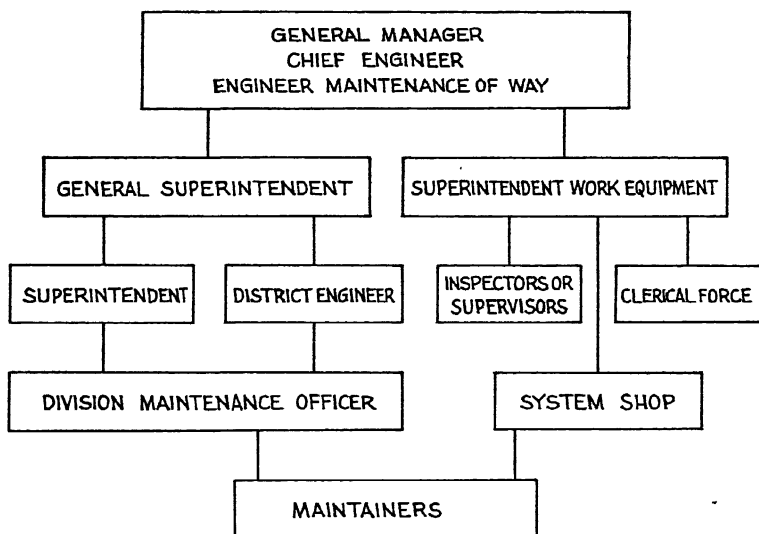 GENERAL MANAGER
CHIEF ENGINEER
ENGINEER MAINTENANCE OF WAY
GENERAL SUPERINTENDENT
SUPERINTENDENT WORK EQUIPMENT
SUPERINTENDENT
DISTRICT ENGINEER
INSPECTORS OR
SUPERVISORS
CLERICAL FORCE
DIVISION MAINTENANCE OFFICER
SYSTEM SHOP
MAINTAINERS